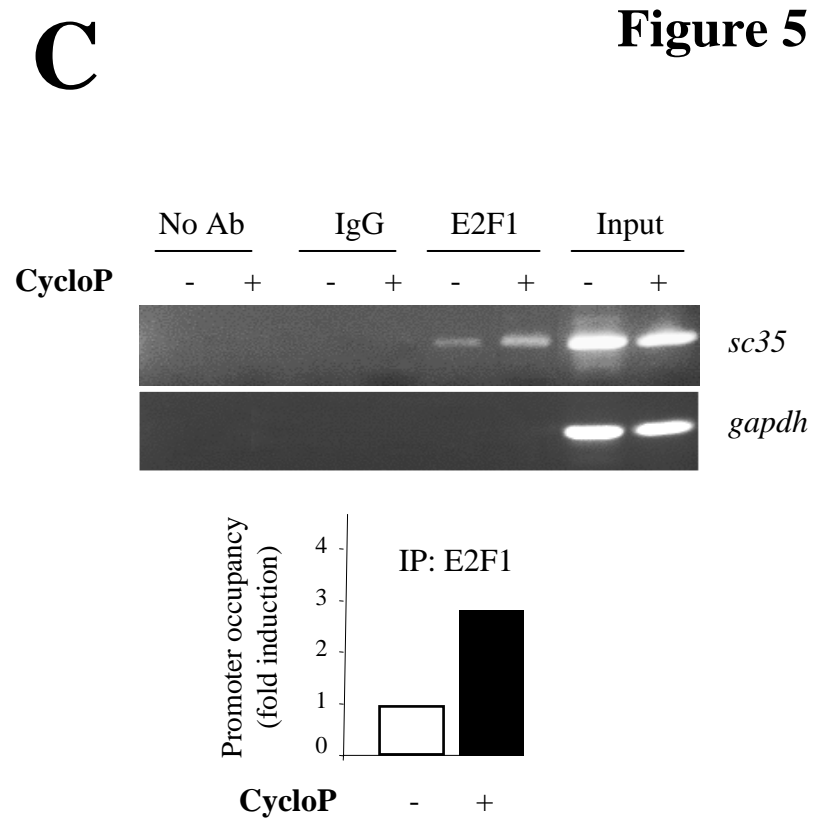 C
Figure 5
No Ab IgG E2F1 Input
CycloP - + - + - + - +
sc35
gapdh
Promoter occupancy
(fold induction)
4
3
2
1
0
IP: E2F1
CycloP - +